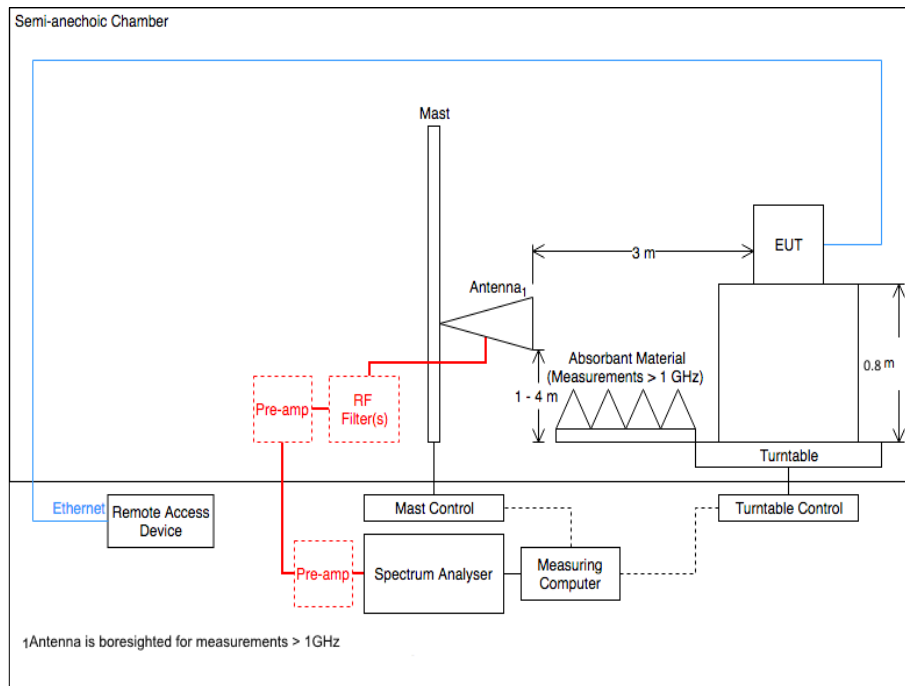 Semi-anechoic Chamber
Mast
EUT
3 m
Antenna1
Absorbant Material
(Measurements > 1 GHz)
0.8 m
1 - 4 m
Pre-amp
RF
Filter(s)
Turntable
Ethernet
Remote Access
Device
Mast Control
Turntable Control
Pre-amp
Spectrum Analyser
Measuring
Computer
1Antenna is boresighted for measurements > 1GHz